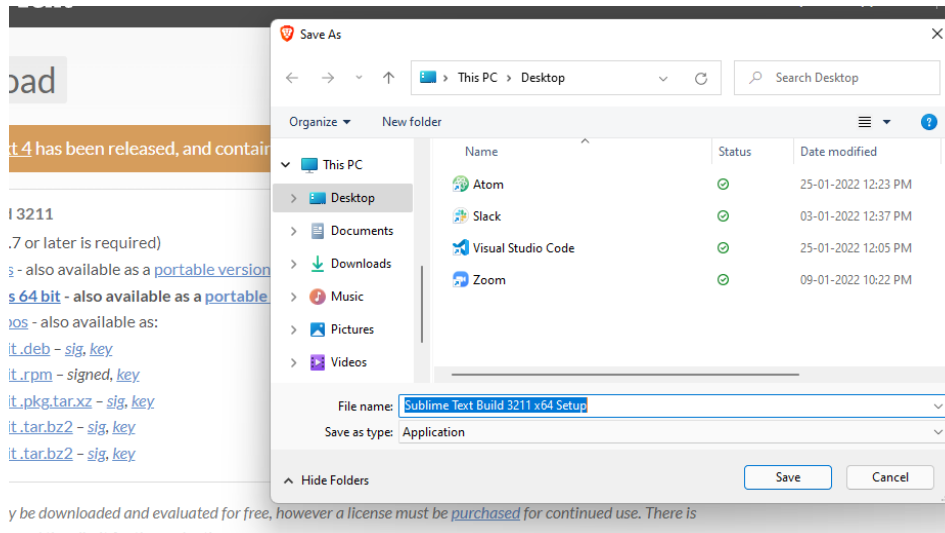 Save As
This PC > Desktop
Search Desktop
Organize
New folder
oad
t 4 has been released, and contain
3211
.7 or later is required)
s - also available as a portable version
s 64 bit - also available as a portable
os - also available as:
it .deb – sig, key
it .rpm – signed, key
it .pkg.tar.xz – sig, key
it .tar.bz2 – sig, key
it .tar.bz2 – sig, key
This PC
Desktop
Documents
Downloads
Music
Pictures
Videos
Name Status Date modified
Atom 25-01-2022 12:23 PM
Slack 03-01-2022 12:37 PM
Visual Studio Code 25-01-2022 12:05 PM
Zoom 09-01-2022 10:22 PM
File name: Sublime Text Build 3211 x64 Setup
Save as type: Application
Hide Folders
Save
Cancel
y be downloaded and evaluated for free, however a license must be purchased for continued use. There is